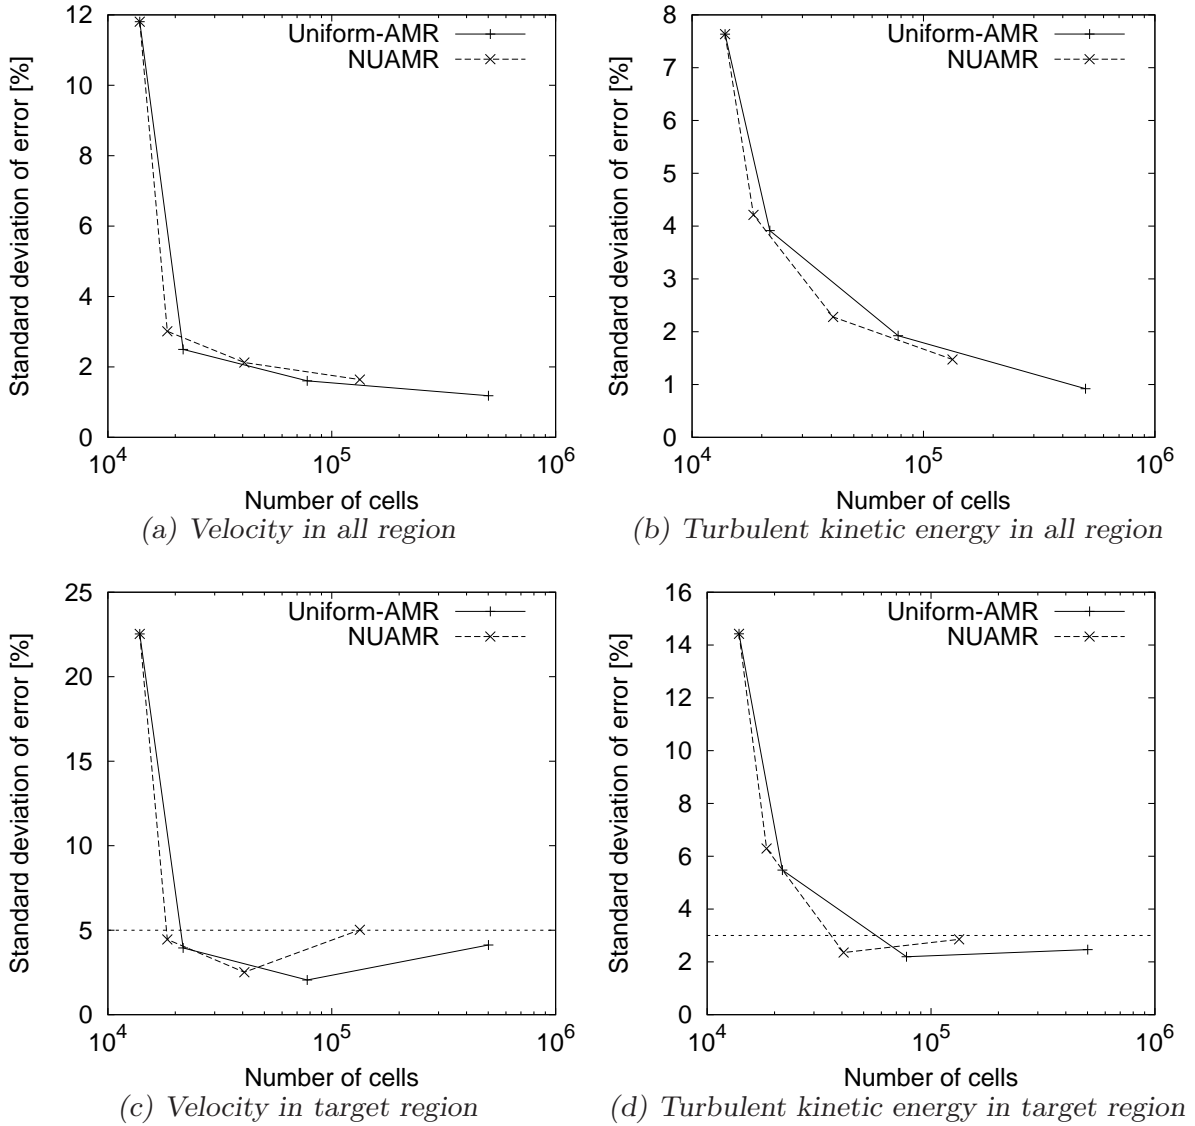 Standard deviation of error [%]
12
10
8
6
4
2
0
10^4
10^5
10^6
Number of cells
Uniform-AMR
NUAMR
(a) Velocity in all region
Standard deviation of error [%]
8
7
6
5
4
3
2
1
0
10^4
10^5
10^6
Number of cells
Uniform-AMR
NUAMR
(b) Turbulent kinetic energy in all region
Standard deviation of error [%]
25
20
15
10
5
0
10^4
10^5
10^6
Number of cells
Uniform-AMR
NUAMR
(c) Velocity in target region
Standard deviation of error [%]
16
14
12
10
8
6
4
2
0
10^4
10^5
10^6
Number of cells
Uniform-AMR
NUAMR
(d) Turbulent kinetic energy in target region